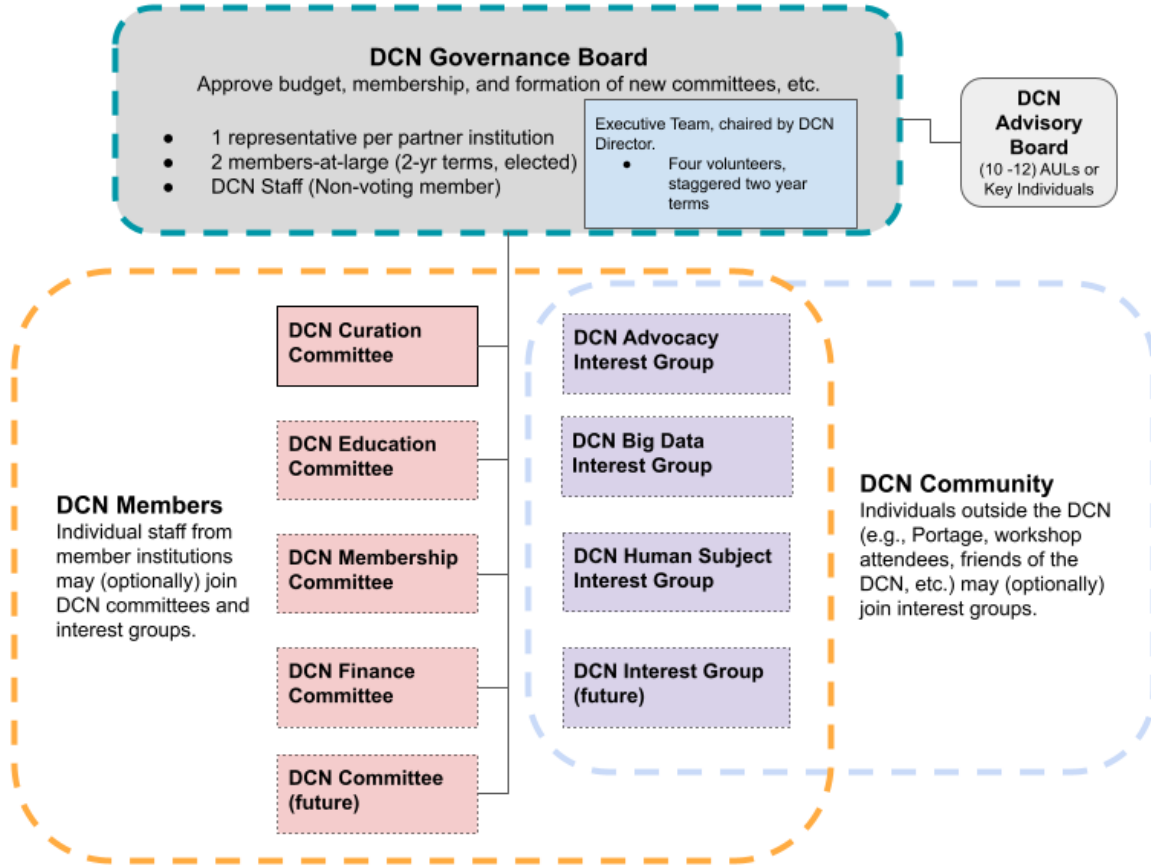 DCN Governance Board
Approve budget, membership, and formation of new committees, etc.
● 1 representative per partner institution
● 2 members-at-large (2-yr terms, elected)
● DCN Staff (Non-voting member)
Executive Team, chaired by DCN
Director.
● Four volunteers,
staggered two year
terms
DCN
Advisory
Board
(10 -12) AULs or
Key Individuals
DCN Members
Individual staff from
member institutions
may (optionally) join
DCN committees and
interest groups.
DCN Curation
Committee
DCN Education
Committee
DCN Membership
Committee
DCN Finance
Committee
DCN Committee
(future)
DCN Advocacy
Interest Group
DCN Big Data
Interest Group
DCN Human Subject
Interest Group
DCN Interest Group
(future)
DCN Community
Individuals outside the DCN
(e.g., Portage, workshop
attendees, friends of the
DCN, etc.) may (optionally)
join interest groups.